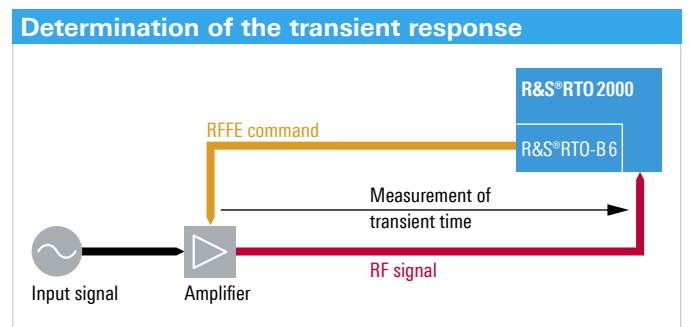 Determination of the transient response
R&S®RTO 2000
RFFE command
R&S®RTO-B6
Measurement of
transient time
RF signal
Input signal
Amplifier